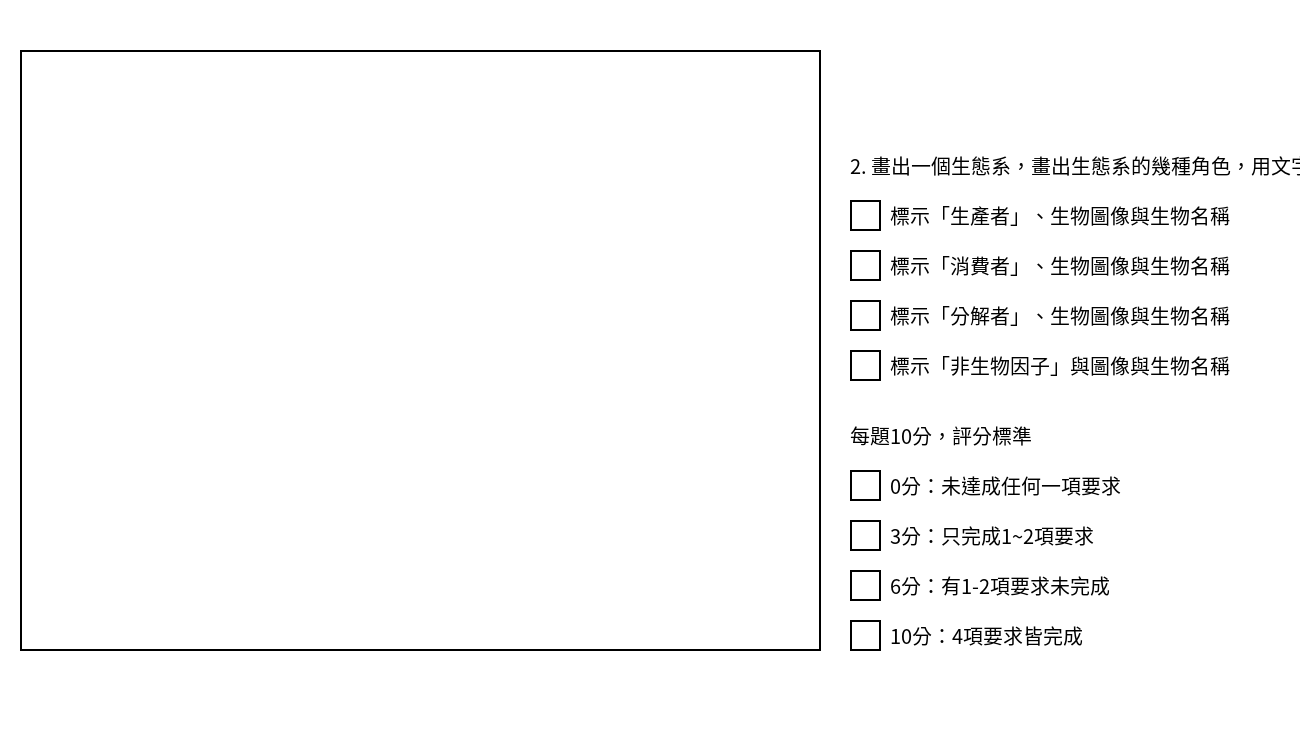 2. 畫出一個生態系，畫出生態系的幾種角色，用文字
標示「生產者」、生物圖像與生物名稱
標示「消費者」、生物圖像與生物名稱
標示「分解者」、生物圖像與生物名稱
標示「非生物因子」與圖像與生物名稱
每題10分，評分標準
0分：未達成任何一項要求
3分：只完成1~2項要求
6分：有1-2項要求未完成
10分：4項要求皆完成